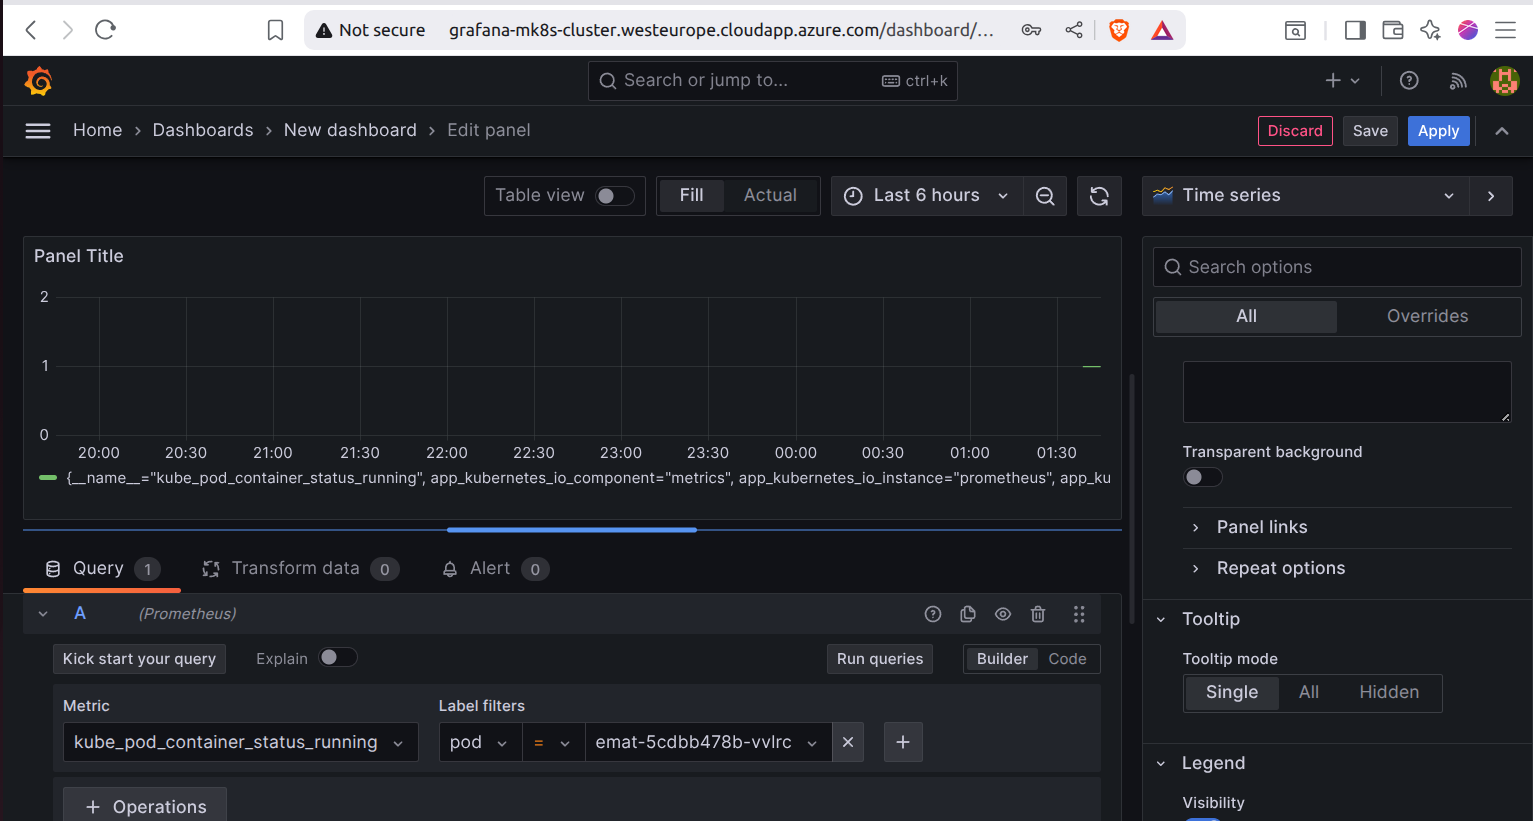 Not secure grafana-mk8s-cluster.westeurope.cloudapp.azure.com/dashboard/...
Search or jump to... ctrl+k
Home › Dashboards › New dashboard › Edit panel
Discard Save Apply
Table view Fill Actual Last 6 hours Time series
Panel Title
2
1
0
20:00 20:30 21:00 21:30 22:00 22:30 23:00 23:30 00:00 00:30 01:00 01:30
{__name__="kube_pod_container_status_running", app_kubernetes_io_component="metrics", app_kubernetes_io_instance="prometheus", app_ku
Query 1 Transform data 0 Alert 0
A (Prometheus)
Kick start your query Explain Run queries Builder Code
Metric Label filters
kube_pod_container_status_running pod = emat-5cdbb478b-vvlrc
+ Operations
Search options
All Overrides
Transparent background
Panel links
Repeat options
Tooltip
Tooltip mode
Single All Hidden
Legend
Visibility